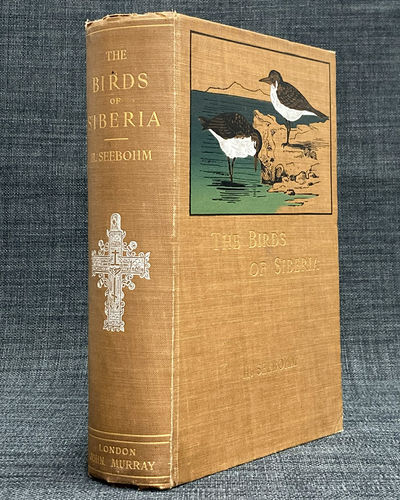 THE
BIRDS
OF
SIBERIA
H. SEEBOHM
LONDON
JOHN MURRAY
THE BIRDS
OF SIBERIA
H. SEEBOHM